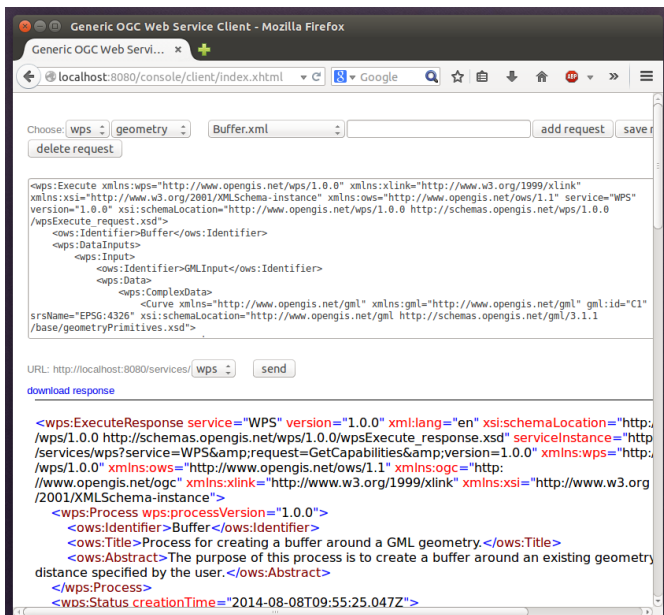 Generic OGC Web Service Client - Mozilla Firefox
Generic OGC Web Servi... ×
localhost:8080/console/client/index.xhtml Google ABP »
Choose: wps geometry Buffer.xml add request save r
delete request
<wps:Execute xmlns:wps="http://www.opengis.net/wps/1.0.0" xmlns:xlink="http://www.w3.org/1999/xlink"
xmlns:xsi="http://www.w3.org/2001/XMLSchema-instance" xmlns:ows="http://www.opengis.net/ows/1.1" service="WPS"
version="1.0.0" xsi:schemaLocation="http://www.opengis.net/wps/1.0.0 http://schemas.opengis.net/wps/1.0.0
/wpsExecute_request.xsd">
<ows:Identifier>Buffer</ows:Identifier>
<wps:DataInputs>
<wps:Input>
<ows:Identifier>GMLInput</ows:Identifier>
<wps:Data>
<wps:ComplexData>
<Curve xmlns="http://www.opengis.net/gml" xmlns:gml="http://www.opengis.net/gml" gml:id="C1"
srsName="EPSG:4326" xsi:schemaLocation="http://www.opengis.net/gml http://schemas.opengis.net/gml/3.1.1
/base/geometryPrimitives.xsd">
URL: http://localhost:8080/services/ wps send
download response
<wps:ExecuteResponse service="WPS" version="1.0.0" xml:lang="en" xsi:schemaLocation="http:/
/wps/1.0.0 http://schemas.opengis.net/wps/1.0.0/wpsExecute_response.xsd" serviceInstance="http
/services/wps?service=WPS&amp;request=GetCapabilities&amp;version=1.0.0" xmlns:wps="http:/
/wps/1.0.0" xmlns:ows="http://www.opengis.net/ows/1.1" xmlns:ogc="http:
//www.opengis.net/ogc" xmlns:xlink="http://www.w3.org/1999/xlink" xmlns:xsi="http://www.w3.org
/2001/XMLSchema-instance">
<wps:Process wps:processVersion="1.0.0">
<ows:Identifier>Buffer</ows:Identifier>
<ows:Title>Process for creating a buffer around a GML geometry.</ows:Title>
<ows:Abstract>The purpose of this process is to create a buffer around an existing geometry
distance specified by the user.</ows:Abstract>
</wps:Process>
<wps:Status creationTime="2014-08-08T09:55:25.047Z">